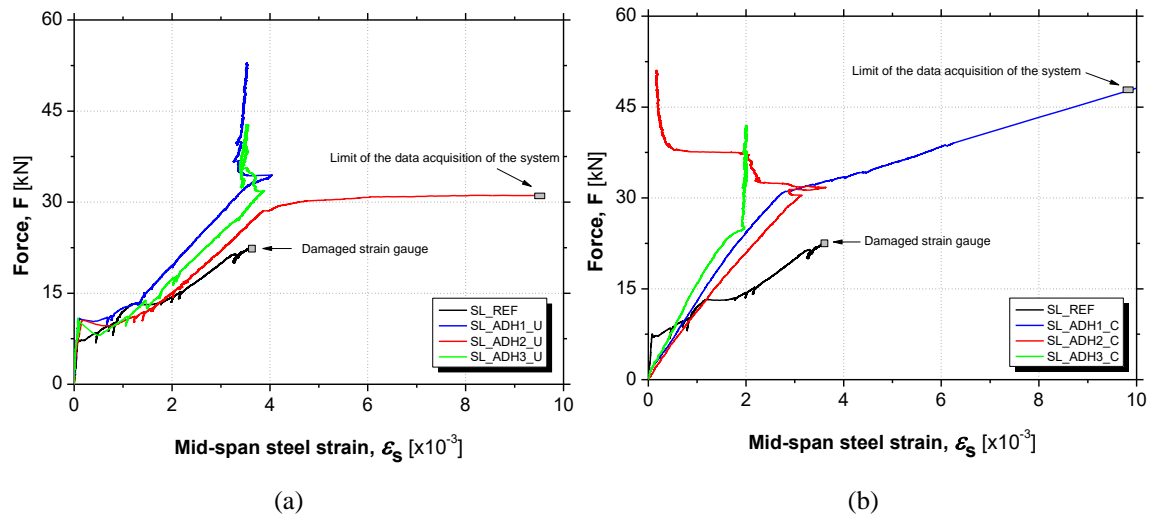 60
45
30
15
0
Force, F [kN]
Limit of the data acquisition of the system
Damaged strain gauge
SL_REF
SL_ADH1_U
SL_ADH2_U
SL_ADH3_U
0 2 4 6 8 10
Mid-span steel strain, εs [x10-3]
(a)
60
45
30
15
0
Force, F [kN]
Limit of the data acquisition of the system
Damaged strain gauge
SL_REF
SL_ADH1_C
SL_ADH2_C
SL_ADH3_C
0 2 4 6 8 10
Mid-span steel strain, εs [x10-3]
(b)